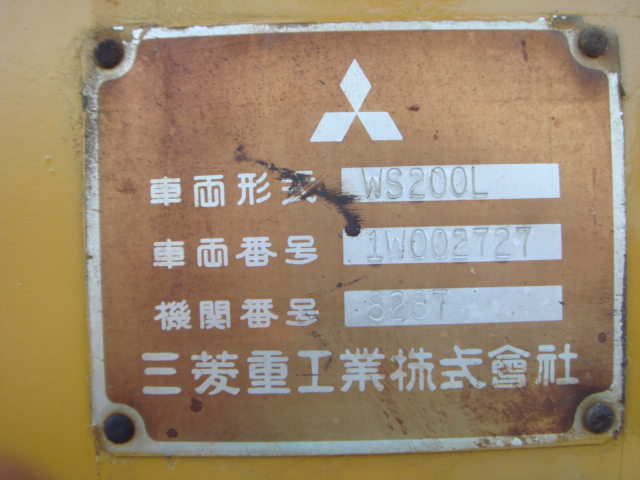 車両形式 WS200L
車両番号 1W002727
機関番号 8287
三菱重工業株式會社